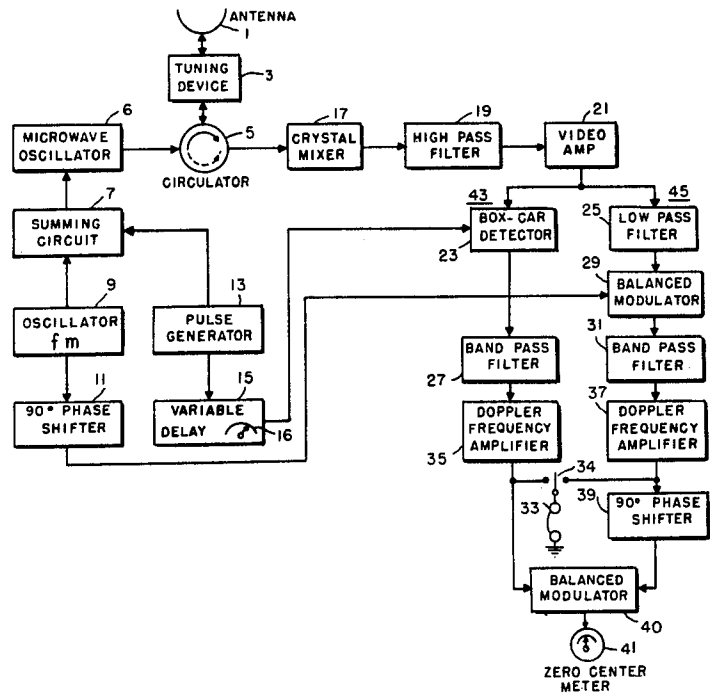 ANTENNA
1
TUNING
DEVICE
3
6
MICROWAVE
OSCILLATOR
5
CIRCULATOR
17
CRYSTAL
MIXER
19
HIGH PASS
FILTER
21
VIDEO
AMP
7
SUMMING
CIRCUIT
43
BOX-CAR
DETECTOR
23
45
25
LOW PASS
FILTER
29
BALANCED
MODULATOR
9
OSCILLATOR
fm
13
PULSE
GENERATOR
BAND PASS
FILTER
27
31
BAND PASS
FILTER
11
90° PHASE
SHIFTER
15
VARIABLE
DELAY
16
DOPPLER
FREQUENCY
AMPLIFIER
35
37
DOPPLER
FREQUENCY
AMPLIFIER
34
33
39
90° PHASE
SHIFTER
BALANCED
MODULATOR
40
41
ZERO CENTER
METER